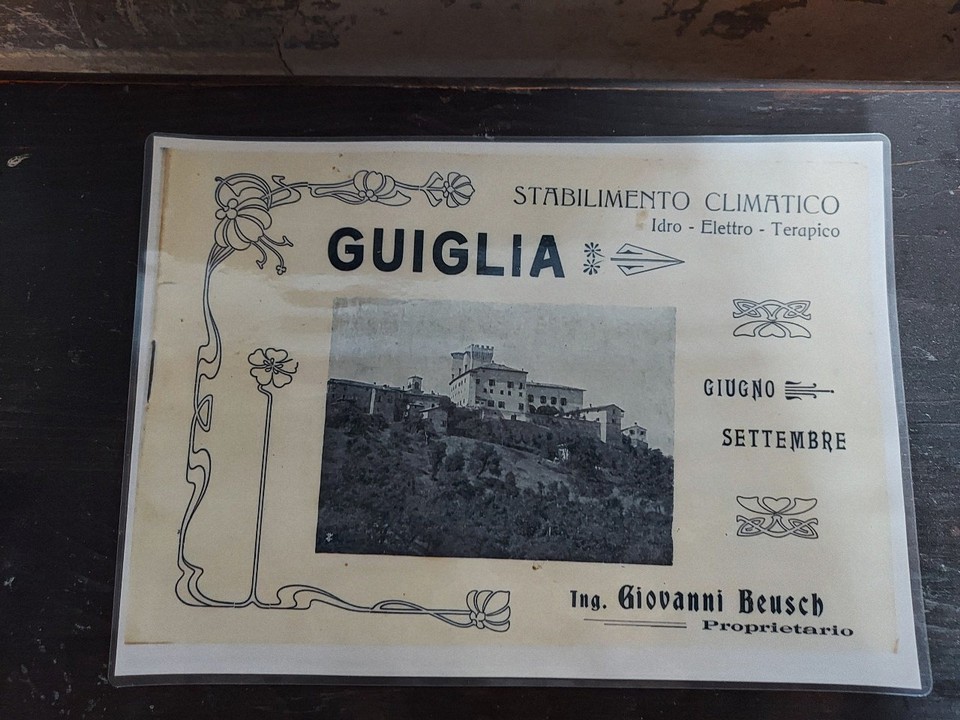 STABILIMENTO CLIMATICO
Idro - Elettro - Terapico
GUIGLIA
GIUGNO
SETTEMBRE
Ing. Giovanni Beusch
Proprietario